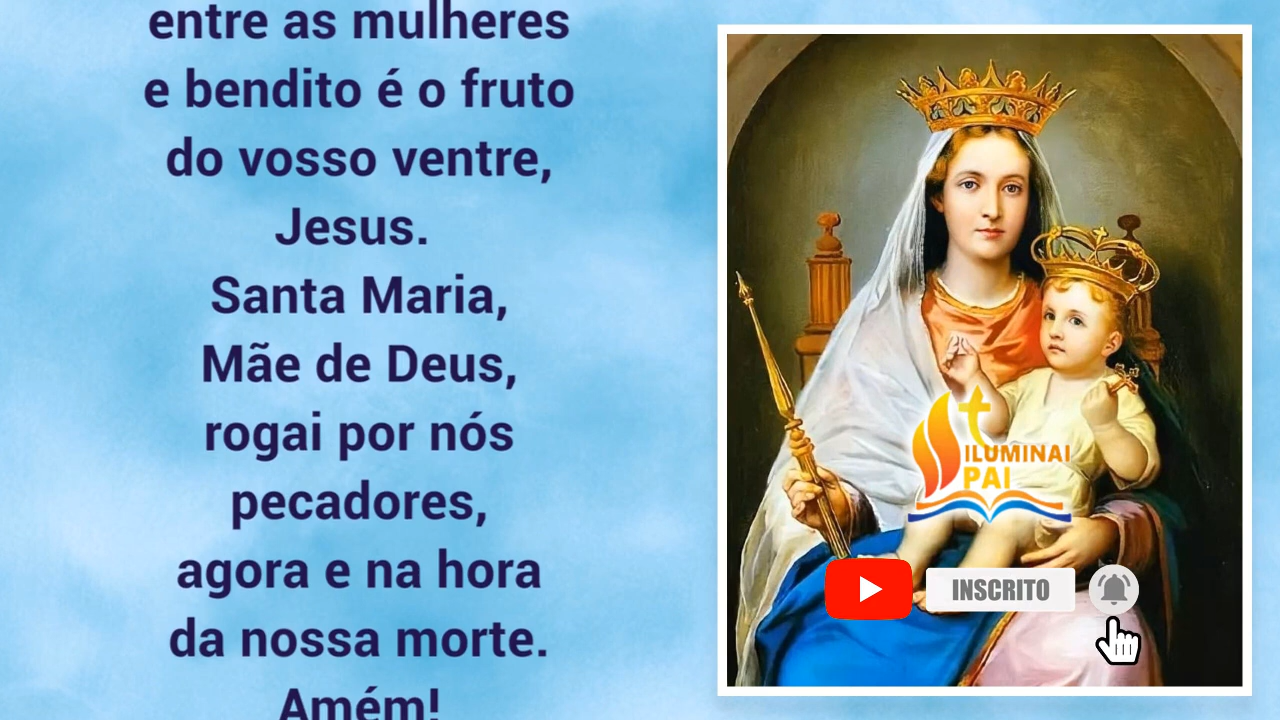 entre as mulheres
e bendito é o fruto
do vosso ventre,
Jesus.
Santa Maria,
Mãe de Deus,
rogai por nós
pecadores,
agora e na hora
da nossa morte.
Amém!
ILUMINAI
PAI
INSCRITO